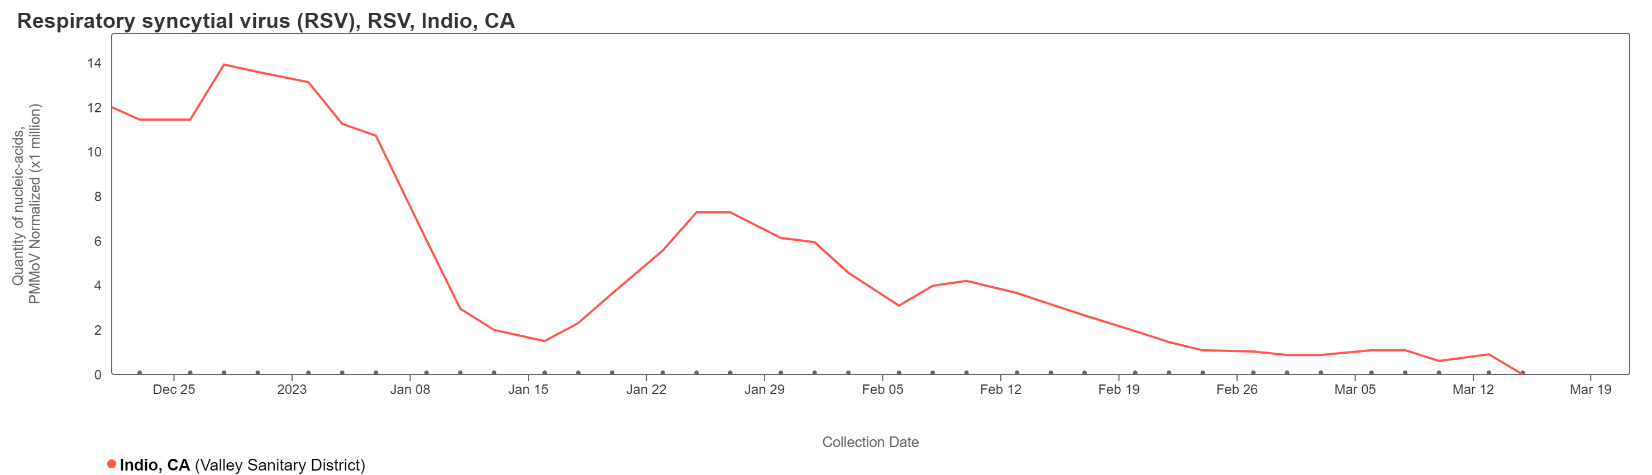 Respiratory syncytial virus (RSV), RSV, Indio, CA
Quantity of nucleic-acids,
PMMoV Normalized (x1 million)
14
12
10
8
6
4
2
0
Dec 25 2023 Jan 08 Jan 15 Jan 22 Jan 29 Feb 05 Feb 12 Feb 19 Feb 26 Mar 05 Mar 12 Mar 19
Collection Date
Indio, CA (Valley Sanitary District)